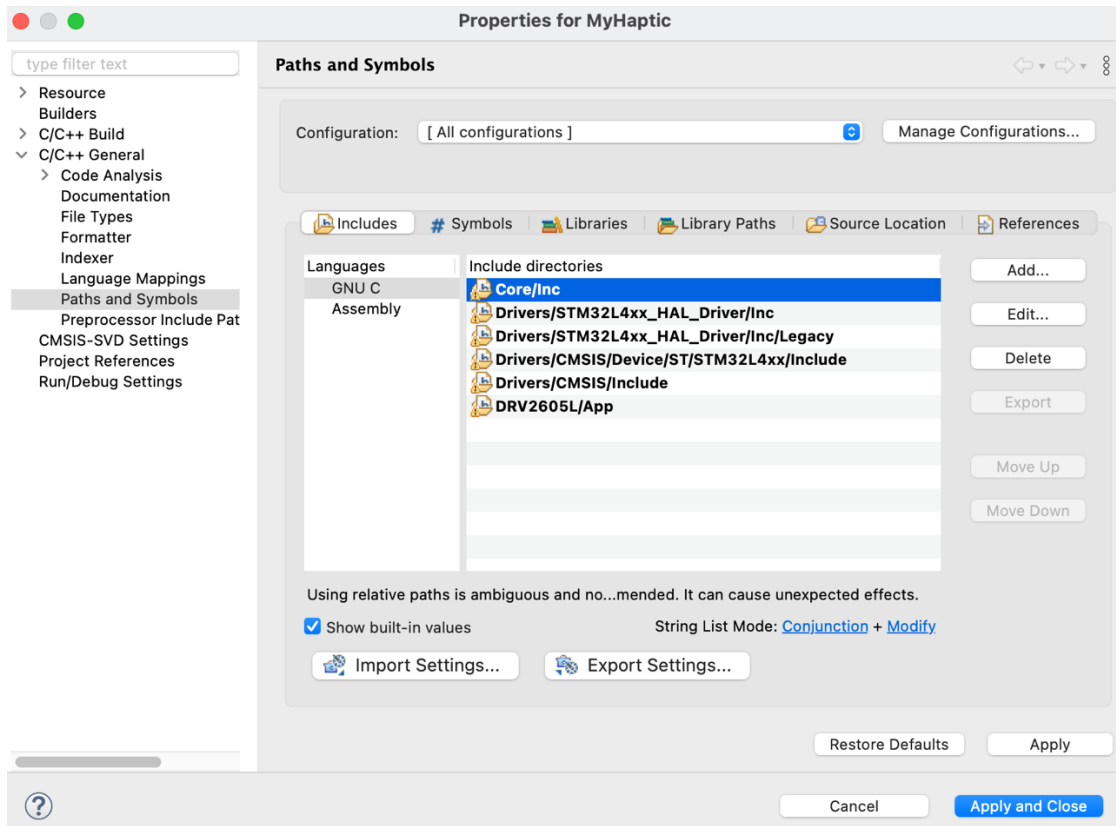 Properties for MyHaptic
type filter text
Resource
Builders
C/C++ Build
C/C++ General
Code Analysis
Documentation
File Types
Formatter
Indexer
Language Mappings
Paths and Symbols
Preprocessor Include Pat
CMSIS-SVD Settings
Project References
Run/Debug Settings
Paths and Symbols
Configuration: [ All configurations ] Manage Configurations...
Includes # Symbols Libraries Library Paths Source Location References
Languages
GNU C
Assembly
Include directories
Core/Inc
Drivers/STM32L4xx_HAL_Driver/Inc
Drivers/STM32L4xx_HAL_Driver/Inc/Legacy
Drivers/CMSIS/Device/ST/STM32L4xx/Include
Drivers/CMSIS/Include
DRV2605L/App
Add...
Edit...
Delete
Export
Move Up
Move Down
Using relative paths is ambiguous and no...mended. It can cause unexpected effects.
Show built-in values String List Mode: Conjunction + Modify
Import Settings... Export Settings...
Restore Defaults Apply
? Cancel Apply and Close